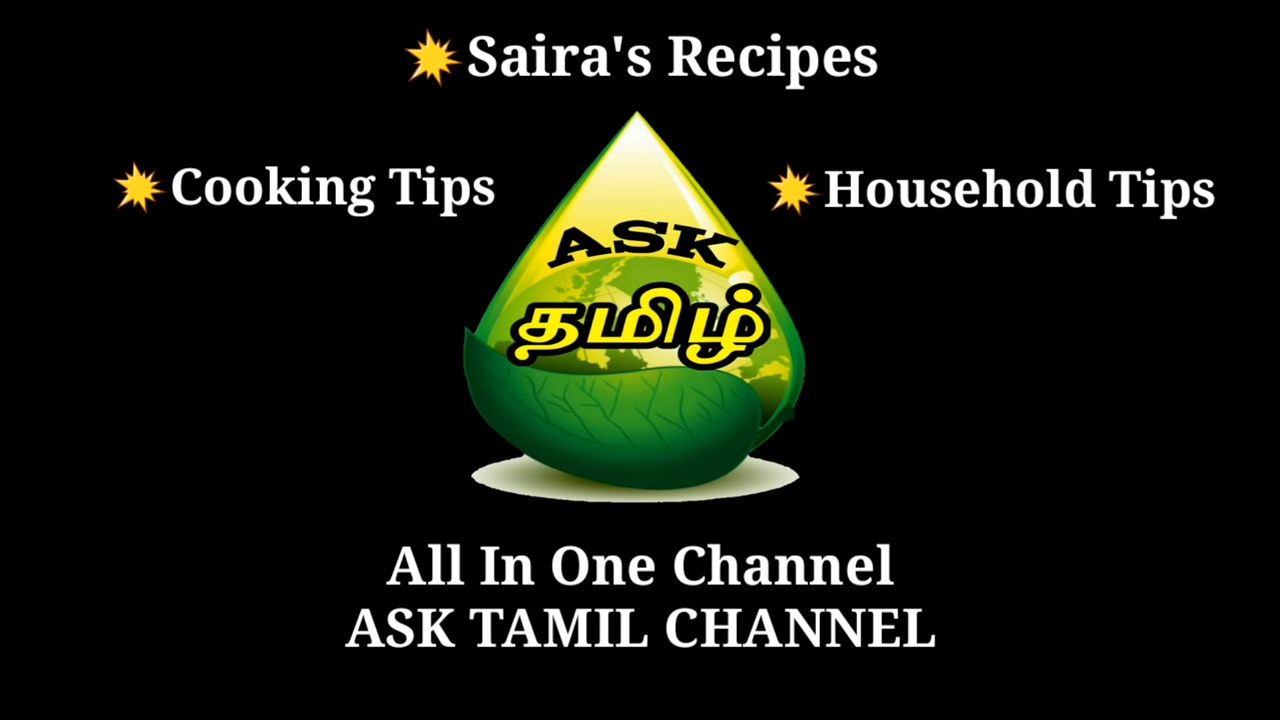 💥Saira's Recipes
💥Cooking Tips
💥Household Tips
ASK
தமிழ்
All In One Channel
ASK TAMIL CHANNEL